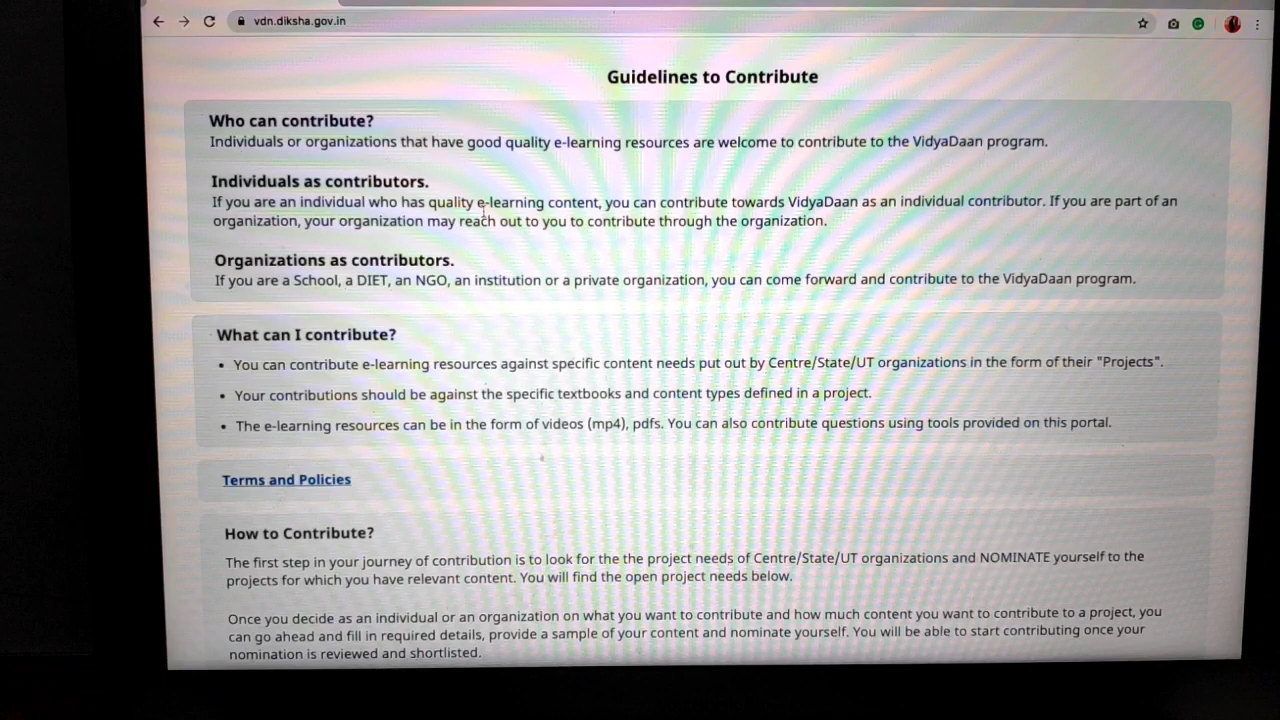 vdn.diksha.gov.in
Guidelines to Contribute
Who can contribute?
Individuals or organizations that have good quality e-learning resources are welcome to contribute to the VidyaDaan program.
Individuals as contributors.
If you are an individual who has quality e-learning content, you can contribute towards VidyaDaan as an individual contributor. If you are part of an
organization, your organization may reach out to you to contribute through the organization.
Organizations as contributors.
If you are a School, a DIET, an NGO, an institution or a private organization, you can come forward and contribute to the VidyaDaan program.
What can I contribute?
• You can contribute e-learning resources against specific content needs put out by Centre/State/UT organizations in the form of their "Projects".
• Your contributions should be against the specific textbooks and content types defined in a project.
• The e-learning resources can be in the form of videos (mp4), pdfs. You can also contribute questions using tools provided on this portal.
Terms and Policies
How to Contribute?
The first step in your journey of contribution is to look for the the project needs of Centre/State/UT organizations and NOMINATE yourself to the
projects for which you have relevant content. You will find the open project needs below.
Once you decide as an individual or an organization on what you want to contribute and how much content you want to contribute to a project, you
can go ahead and fill in required details, provide a sample of your content and nominate yourself. You will be able to start contributing once your
nomination is reviewed and shortlisted.